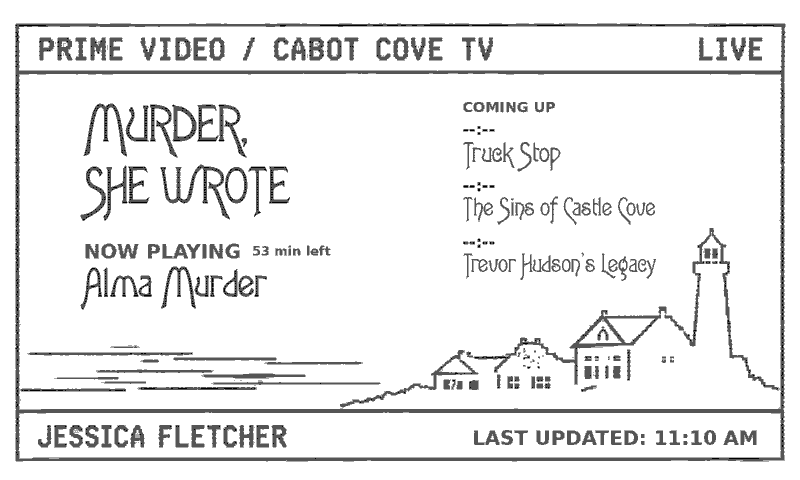 PRIME VIDEO / CABOT COVE TV
LIVE
MURDER,
SHE WROTE
NOW PLAYING 53 min left
Alma Murder
COMING UP
--:--
Truck Stop
--:--
The Sins of Castle Cove
--:--
Trevor Hudson's Legacy
JESSICA FLETCHER
LAST UPDATED: 11:10 AM